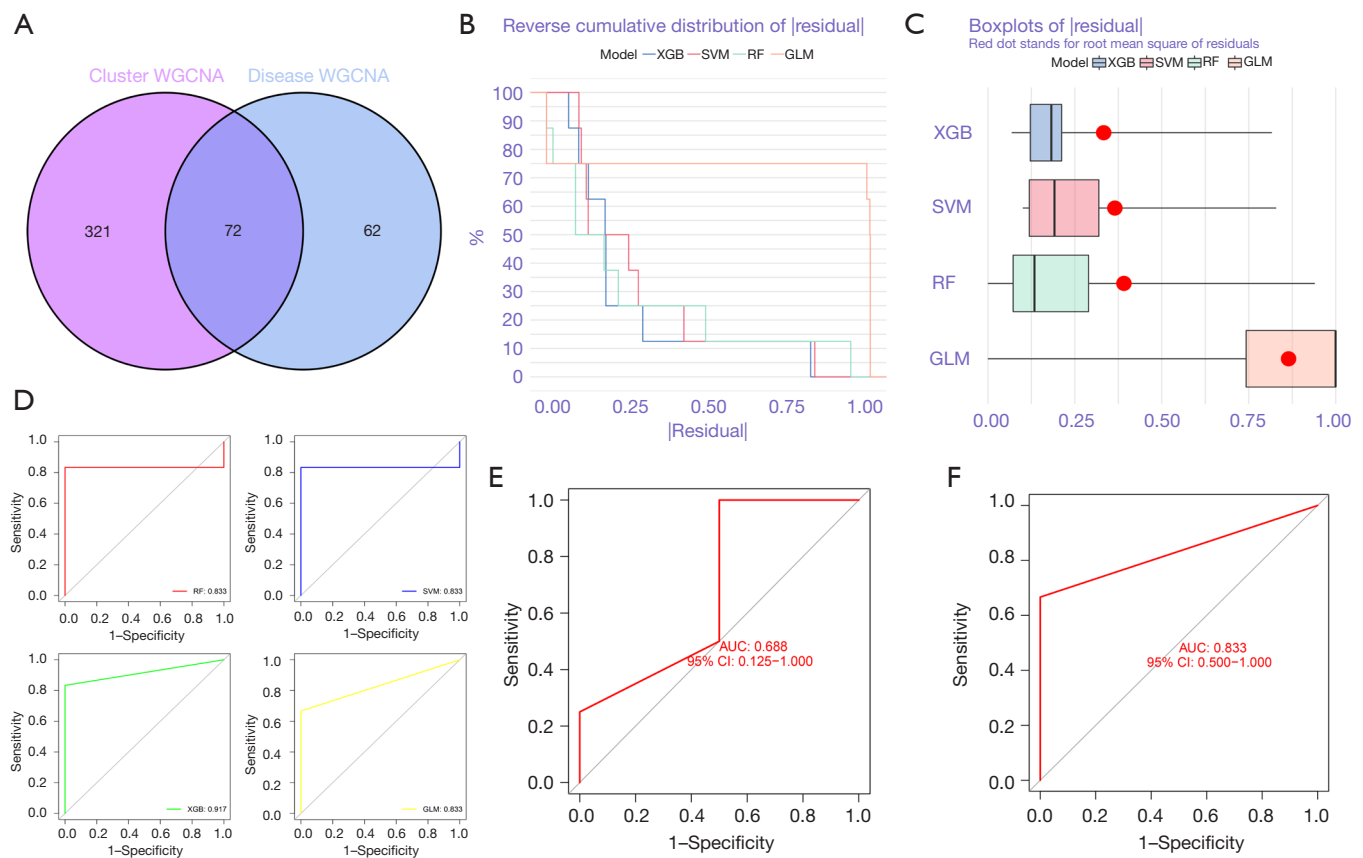 A
Cluster WGCNA
Disease WGCNA
321
72
62
B
Reverse cumulative distribution of |residual|
Model XGB SVM RF GLM
100
90
80
70
60
50
40
30
20
10
0
%
0.00 0.25 0.50 0.75 1.00
|Residual|
C
Boxplots of |residual|
Red dot stands for root mean square of residuals
Model XGB SVM RF GLM
XGB
SVM
RF
GLM
0.00 0.25 0.50 0.75 1.00
D
1.0
0.8
0.6
0.4
0.2
0.0
Sensitivity
RF: 0.833
0.0 0.2 0.4 0.6 0.8 1.0
1–Specificity
1.0
0.8
0.6
0.4
0.2
0.0
Sensitivity
SVM: 0.833
0.0 0.2 0.4 0.6 0.8 1.0
1–Specificity
1.0
0.8
0.6
0.4
0.2
0.0
Sensitivity
XGB: 0.917
0.0 0.2 0.4 0.6 0.8 1.0
1–Specificity
1.0
0.8
0.6
0.4
0.2
0.0
Sensitivity
GLM: 0.833
0.0 0.2 0.4 0.6 0.8 1.0
1–Specificity
E
1.0
0.8
0.6
0.4
0.2
0.0
Sensitivity
AUC: 0.688
95% CI: 0.125–1.000
0.0 0.2 0.4 0.6 0.8 1.0
1–Specificity
F
1.0
0.8
0.6
0.4
0.2
0.0
Sensitivity
AUC: 0.833
95% CI: 0.500–1.000
0.0 0.2 0.4 0.6 0.8 1.0
1–Specificity